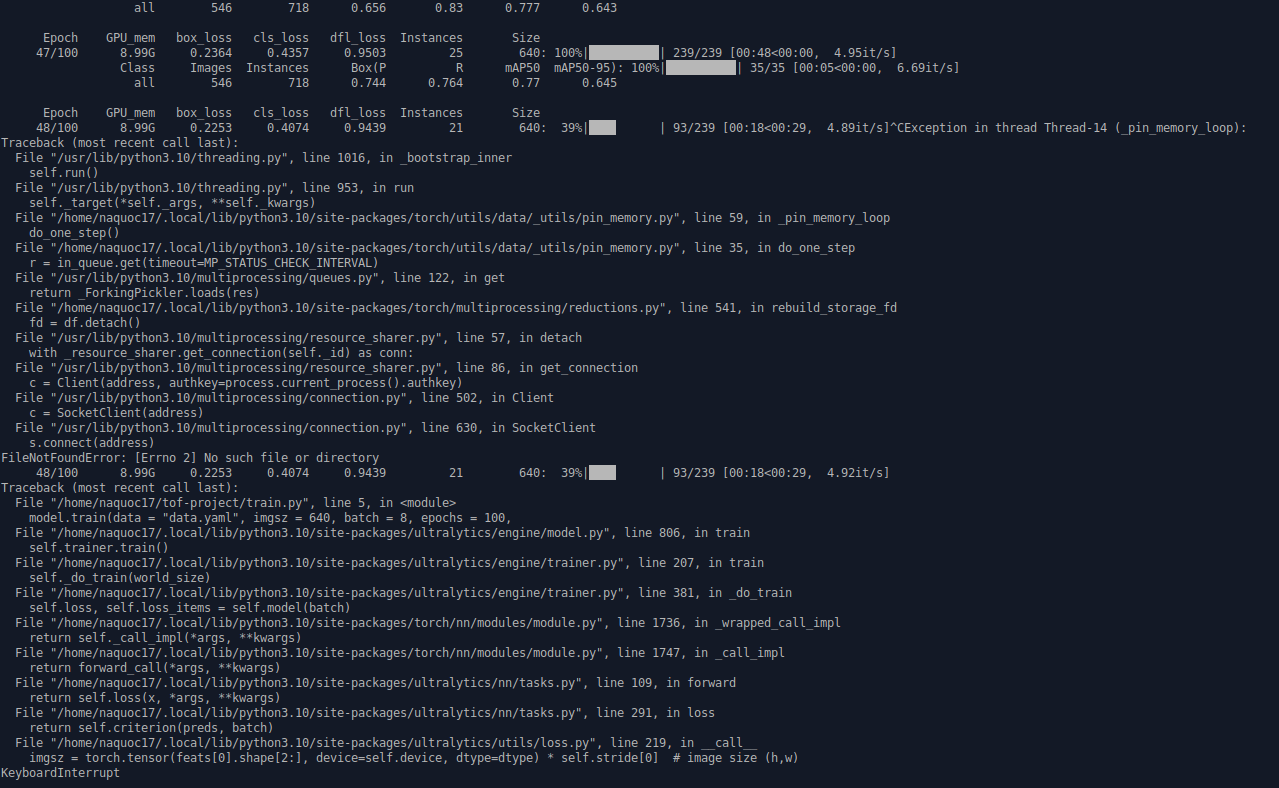 all 546 718 0.656 0.83 0.777 0.643
Epoch GPU_mem box_loss cls_loss dfl_loss Instances Size
47/100 8.99G 0.2364 0.4357 0.9503 25 640: 100%|██████████| 239/239 [00:48<00:00, 4.95it/s]
Class Images Instances Box(P R mAP50 mAP50-95): 100%|██████████| 35/35 [00:05<00:00, 6.69it/s]
all 546 718 0.744 0.764 0.77 0.645
Epoch GPU_mem box_loss cls_loss dfl_loss Instances Size
48/100 8.99G 0.2253 0.4074 0.9439 21 640: 39%|███▉ | 93/239 [00:18<00:29, 4.89it/s]^CException in thread Thread-14 (_pin_memory_loop):
Traceback (most recent call last):
File "/usr/lib/python3.10/threading.py", line 1016, in _bootstrap_inner
self.run()
File "/usr/lib/python3.10/threading.py", line 953, in run
self._target(*self._args, **self._kwargs)
File "/home/naquoc17/.local/lib/python3.10/site-packages/torch/utils/data/_utils/pin_memory.py", line 59, in _pin_memory_loop
do_one_step()
File "/home/naquoc17/.local/lib/python3.10/site-packages/torch/utils/data/_utils/pin_memory.py", line 35, in do_one_step
r = in_queue.get(timeout=MP_STATUS_CHECK_INTERVAL)
File "/usr/lib/python3.10/multiprocessing/queues.py", line 122, in get
return _ForkingPickler.loads(res)
File "/home/naquoc17/.local/lib/python3.10/site-packages/torch/multiprocessing/reductions.py", line 541, in rebuild_storage_fd
fd = df.detach()
File "/usr/lib/python3.10/multiprocessing/resource_sharer.py", line 57, in detach
with _resource_sharer.get_connection(self._id) as conn:
File "/usr/lib/python3.10/multiprocessing/resource_sharer.py", line 86, in get_connection
c = Client(address, authkey=process.current_process().authkey)
File "/usr/lib/python3.10/multiprocessing/connection.py", line 502, in Client
c = SocketClient(address)
File "/usr/lib/python3.10/multiprocessing/connection.py", line 630, in SocketClient
s.connect(address)
FileNotFoundError: [Errno 2] No such file or directory
48/100 8.99G 0.2253 0.4074 0.9439 21 640: 39%|███▉ | 93/239 [00:18<00:29, 4.92it/s]
Traceback (most recent call last):
File "/home/naquoc17/tof-project/train.py", line 5, in <module>
model.train(data = "data.yaml", imgsz = 640, batch = 8, epochs = 100,
File "/home/naquoc17/.local/lib/python3.10/site-packages/ultralytics/engine/model.py", line 806, in train
self.trainer.train()
File "/home/naquoc17/.local/lib/python3.10/site-packages/ultralytics/engine/trainer.py", line 207, in train
self._do_train(world_size)
File "/home/naquoc17/.local/lib/python3.10/site-packages/ultralytics/engine/trainer.py", line 381, in _do_train
self.loss, self.loss_items = self.model(batch)
File "/home/naquoc17/.local/lib/python3.10/site-packages/torch/nn/modules/module.py", line 1736, in _wrapped_call_impl
return self._call_impl(*args, **kwargs)
File "/home/naquoc17/.local/lib/python3.10/site-packages/torch/nn/modules/module.py", line 1747, in _call_impl
return forward_call(*args, **kwargs)
File "/home/naquoc17/.local/lib/python3.10/site-packages/ultralytics/nn/tasks.py", line 109, in forward
return self.loss(x, *args, **kwargs)
File "/home/naquoc17/.local/lib/python3.10/site-packages/ultralytics/nn/tasks.py", line 291, in loss
return self.criterion(preds, batch)
File "/home/naquoc17/.local/lib/python3.10/site-packages/ultralytics/utils/loss.py", line 219, in __call__
imgsz = torch.tensor(feats[0].shape[2:], device=self.device, dtype=dtype) * self.stride[0] # image size (h,w)
KeyboardInterrupt